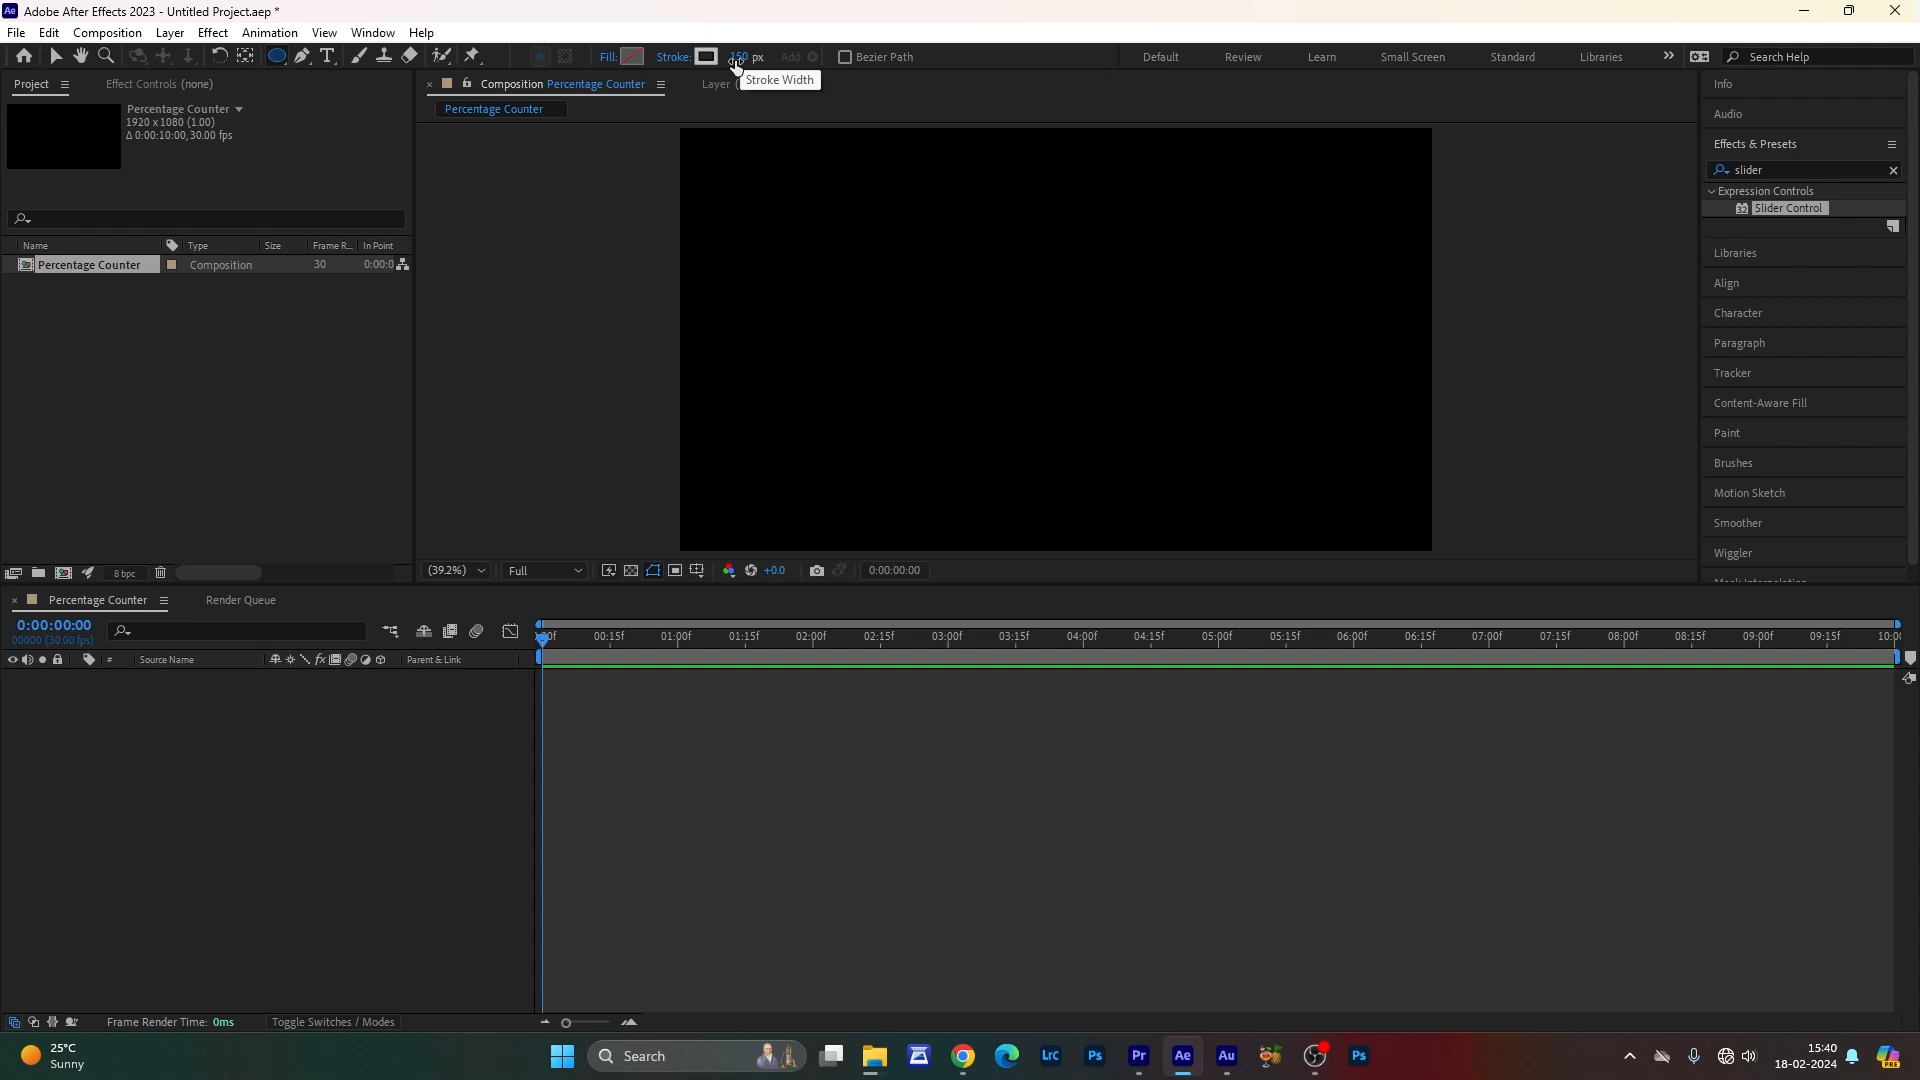 Ae Adobe After Effects 2023 - Untitled Project.aep *
File Edit Composition Layer Effect Animation View Window Help
Fill: Stroke: 150 px Add: Bezier Path Default Review Learn Small Screen Standard Libraries Search Help
Stroke Width
Project Effect Controls (none)
Composition Percentage Counter Layer
Percentage Counter
Percentage Counter
1920 x 1080 (1.00)
Δ 0:00:10:00, 30.00 fps
Name Type Size Frame R... In Point
Percentage Counter Composition 30 0:00:0
8 bpc
(39.2%) Full +0.0 0:00:00:00
Info
Audio
Effects & Presets
slider
Expression Controls
32 Slider Control
Libraries
Align
Character
Paragraph
Tracker
Content-Aware Fill
Paint
Brushes
Motion Sketch
Smoother
Wiggler
Percentage Counter Render Queue
0:00:00:00
00000 (30.00 fps)
00:15f 01:00f 01:15f 02:00f 02:15f 03:00f 03:15f 04:00f 04:15f 05:00f 05:15f 06:00f 06:15f 07:00f 07:15f 08:00f 08:15f 09:00f 09:15f
# Source Name fx Parent & Link
Frame Render Time: 0ms Toggle Switches / Modes
25°C
Sunny
Search
LrC Ps Pr Ae Au Ps
15:40
18-02-2024
PRE